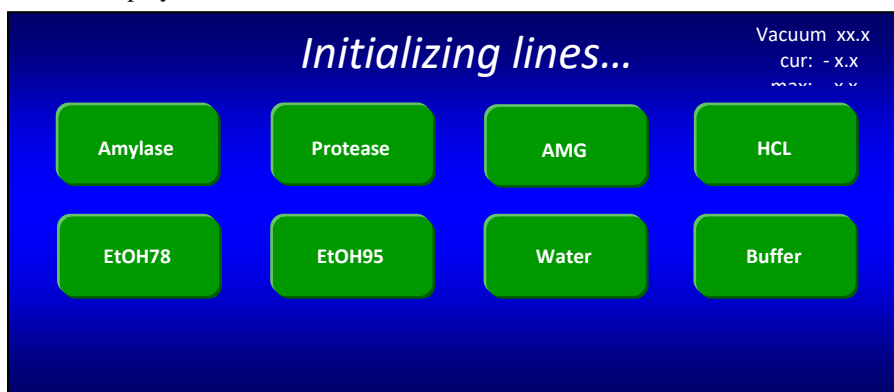 Initializing lines...
Vacuum xx.x
cur: - x.x
Amylase Protease AMG HCL
EtOH78 EtOH95 Water Buffer